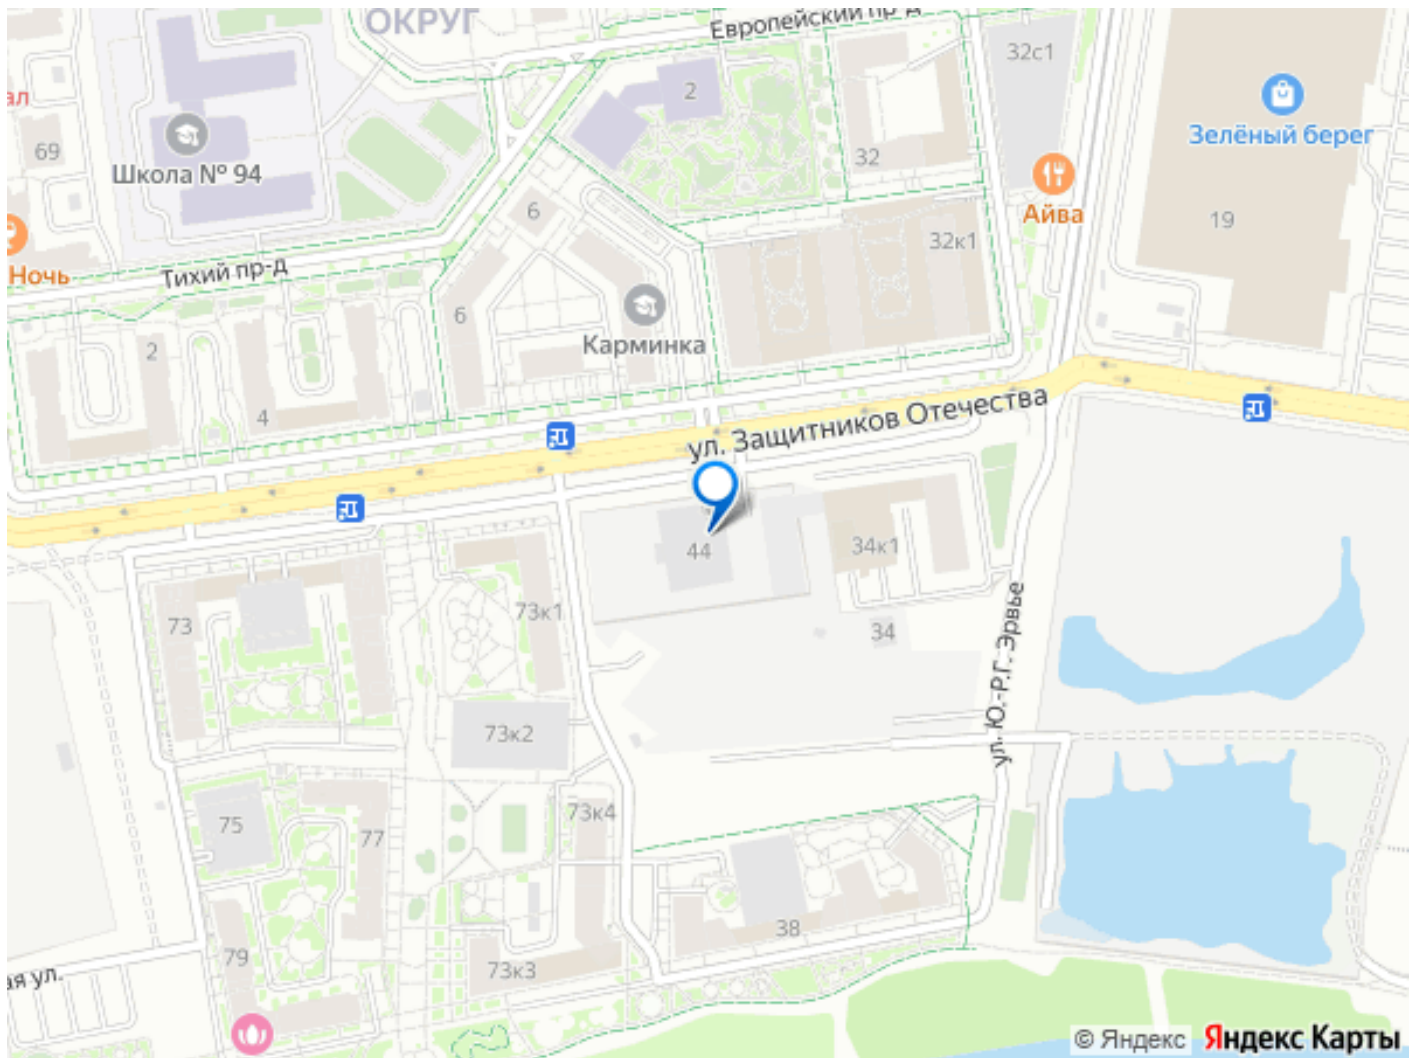 ОКРУГ
Европейский пр-д
32с1
2
ал
Зелёный берег
69
Школа № 94
32
Айва
6
19
32к1
Ночь
Тихий пр-д
6
2
Карминка
4
ул. Защитников Отечества
44
34к1
73
73к1
34
ул. Ю.-Р.Г. Эрвье
73к2
75
77
73к4
38
79
73к3
ая ул.
© Яндекс Яндекс Карты